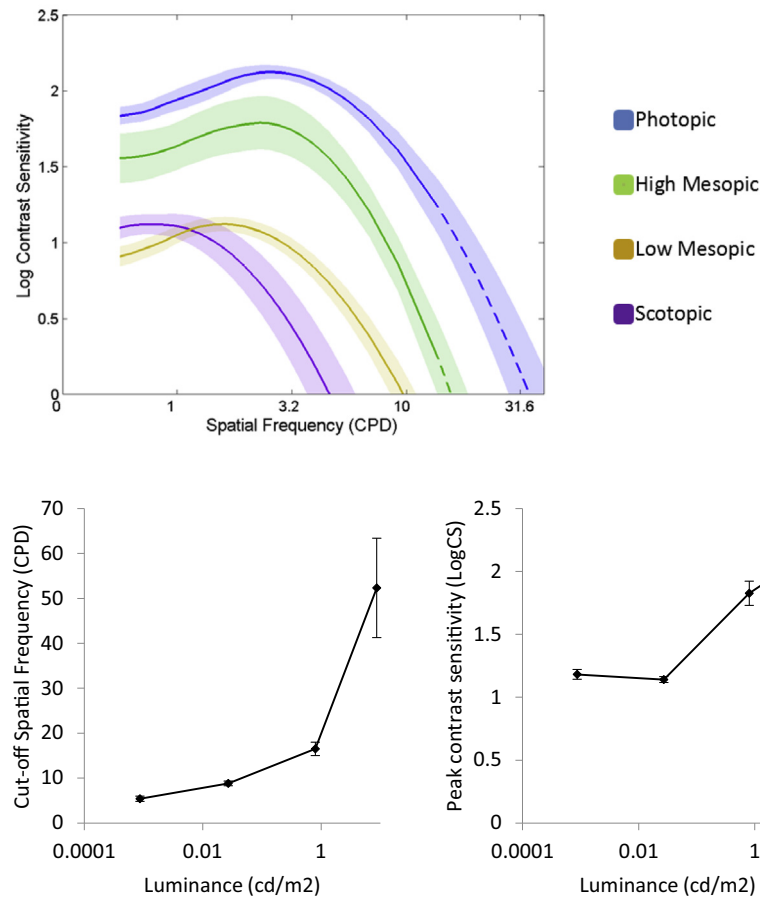 2.5
2
1.5
1
0.5
0
Log Contrast Sensitivity
0 1 3.2 10 31.6
Spatial Frequency (CPD)
Photopic
High Mesopic
Low Mesopic
Scotopic
70
60
50
40
30
20
10
0
Cut-off Spatial Frequency (CPD)
0.0001 0.01 1
Luminance (cd/m2)
2.5
2
1.5
1
0.5
0
Peak contrast sensitivity (LogCS)
0.0001 0.01 1
Luminance (cd/m2)